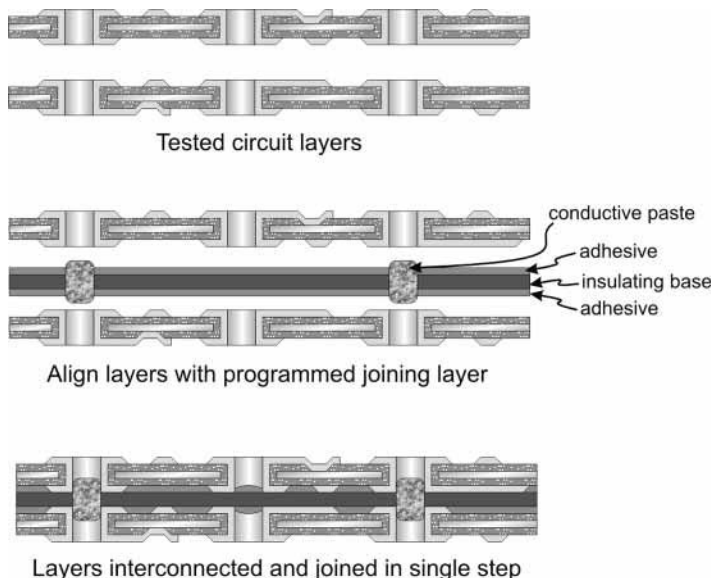 Tested circuit layers
conductive paste
adhesive
insulating base
adhesive
Align layers with programmed joining layer
Layers interconnected and joined in single step